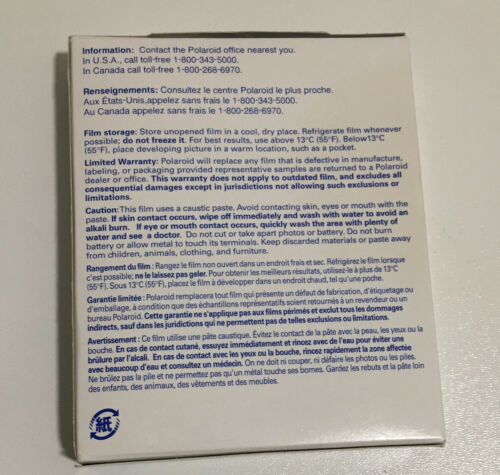 Information: Contact the Polaroid office nearest you.
In U.S.A., call toll-free 1-800-343-5000.
In Canada call toll-free 1-800-268-6970.
Renseignements: Consultez le centre Polaroid le plus proche.
Aux États-Unis,appelez sans frais le 1-800-343-5000.
Au Canada appelez sans frais le 1-800-268-6970.
Film storage: Store unopened film in a cool, dry place. Refrigerate film whenever
possible; do not freeze it. For best results, use above 13°C (55°F). Below13°C
(55°F), place developing picture in a warm location, such as a pocket.
Limited Warranty: Polaroid will replace any film that is defective in manufacture,
labeling, or packaging provided representative samples are returned to a Polaroid
dealer or office. This warranty does not apply to outdated film, and excludes all
consequential damages except in jurisdictions not allowing such exclusions or
limitations.
Caution: This film uses a caustic paste. Avoid contacting skin, eyes or mouth with the
paste. If skin contact occurs, wipe off immediately and wash with water to avoid an
alkali burn. If eye or mouth contact occurs, quickly wash the area with plenty of
water and see a doctor. Do not cut or take apart photos or battery. Do not burn
battery or allow metal to touch its terminals. Keep discarded materials or paste away
from children, animals, clothing, and furniture.
Rangement du film: Rangez le film non ouvert dans un endroit frais et sec. Réfrigérez le film lorsque
c'est possible; ne le laissez pas geler. Pour obtenir les meilleurs résultats, utilisez-le à plus de 13°C
(55°F). Sous 13°C (55°F), placez le film à développer dans un endroit chaud, tel qu'une poche.
Garantie limitée: Polaroid remplacera tout film qui présente un défaut de fabrication, d'étiquetage ou
d'emballage, à condition que des échantillons représentatifs soient retournés à un revendeur ou un
bureau Polaroid. Cette garantie ne s'applique pas aux films périmés et exclut tous les dommages
indirects, sauf dans les juridictions qui ne permettent pas de telles exclusions ou limitations.
Avertissement: Ce film utilise une pâte caustique. Évitez le contact de la pâte avec la peau, les yeux ou la
bouche. En cas de contact cutané, essuyez immédiatement et rincez avec de l'eau pour éviter une
brûlure par l'alcali. En cas de contact avec les yeux ou la bouche, rincez rapidement la zone affectée
avec beaucoup d'eau et consultez un médecin. On ne doit ni couper, ni défaire les photos ou les piles.
Ne brûlez pas la pile et ne permettez pas qu'un métal touche ses bornes. Gardez les rebuts et la pâte loin
des enfants, des animaux, des vêtements et des meubles.
紙